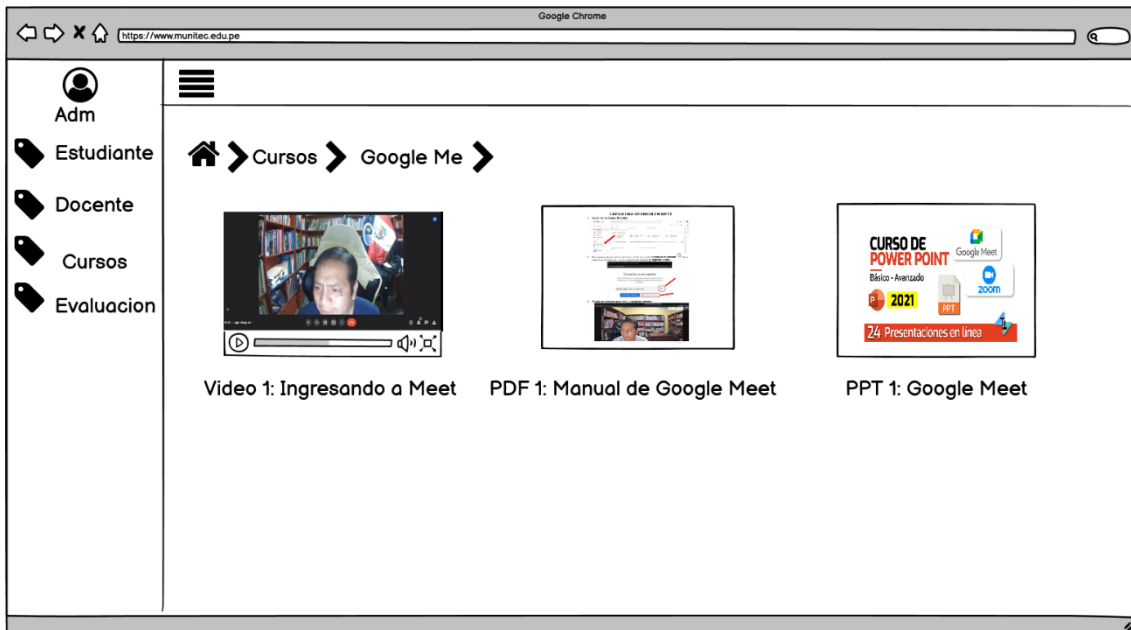 Google Chrome
https://www.munitec.edu.pe
Adm
Estudiante
Docente
Cursos
Evaluacion
Cursos
Google Me
CURSO DE
POWER POINT
Básico - Avanzado
2021
PPT
Google Meet
zoom
24 Presentaciones en línea
Video 1: Ingresando a Meet
PDF 1: Manual de Google Meet
PPT 1: Google Meet